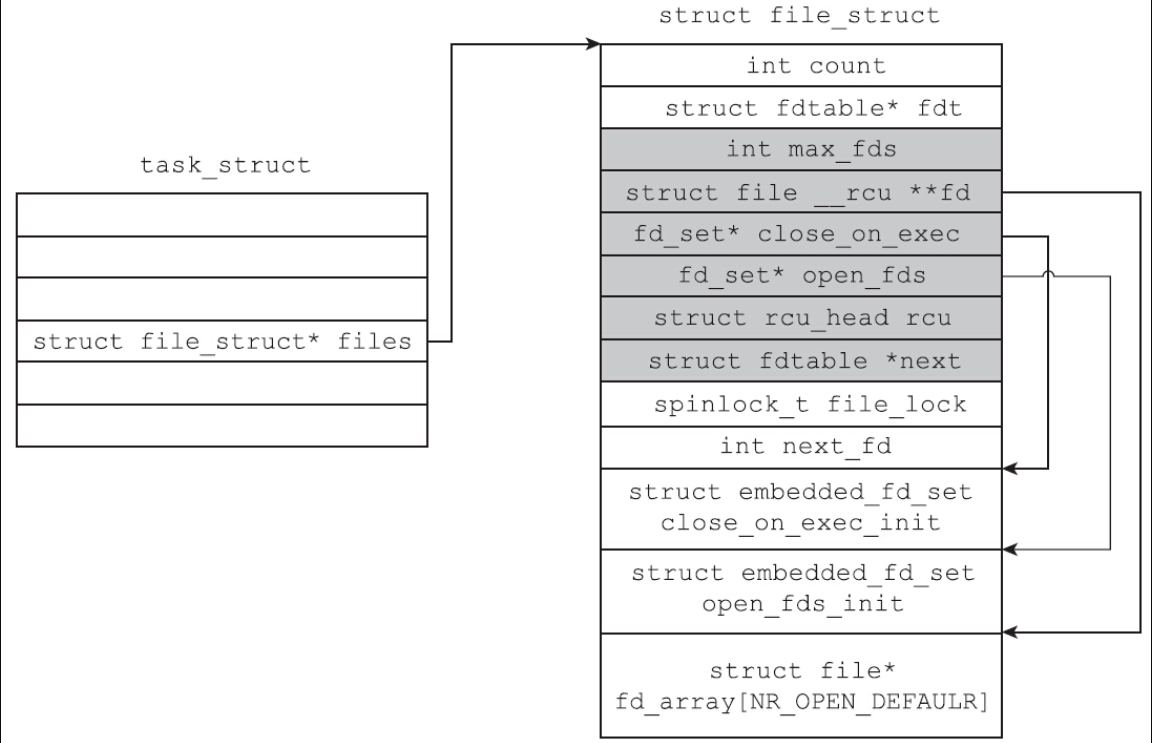 struct file_struct
int count
struct fdtable* fdt
int max_fds
struct file __rcu **fd
fd_set* close_on_exec
fd_set* open_fds
struct rcu_head rcu
struct fdtable *next
spinlock_t file_lock
int next_fd
struct embedded_fd_set
close_on_exec_init
struct embedded_fd_set
open_fds_init
struct file*
fd_array[NR_OPEN_DEFAULR]
task_struct
struct file_struct* files